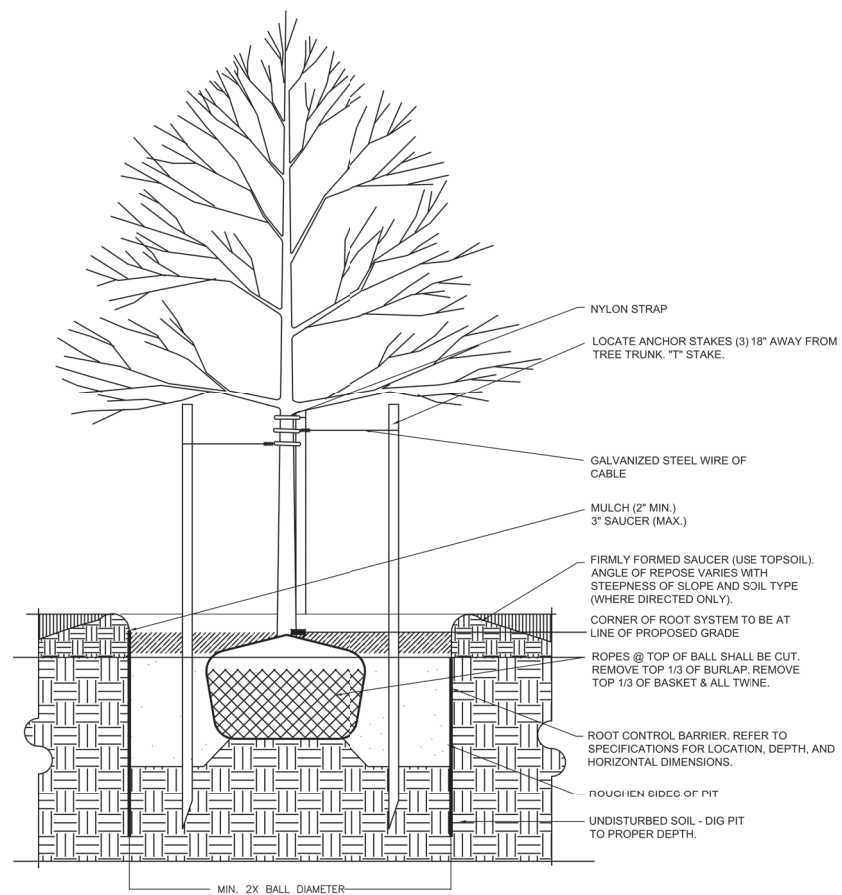 NYLON STRAP
LOCATE ANCHOR STAKES (3) 18" AWAY FROM
TREE TRUNK. "T" STAKE.
GALVANIZED STEEL WIRE OF
CABLE
MULCH (2" MIN.)
3" SAUCER (MAX.)
FIRMLY FORMED SAUCER (USE TOPSOIL).
ANGLE OF REPOSE VARIES WITH
STEEPNESS OF SLOPE AND SOIL TYPE
(WHERE DIRECTED ONLY).
CORNER OF ROOT SYSTEM TO BE AT
LINE OF PROPOSED GRADE
ROPES @ TOP OF BALL SHALL BE CUT.
REMOVE TOP 1/3 OF BURLAP. REMOVE
TOP 1/3 OF BASKET & ALL TWINE.
ROOT CONTROL BARRIER. REFER TO
SPECIFICATIONS FOR LOCATION, DEPTH, AND
HORIZONTAL DIMENSIONS.
ROUGHEN SIDES OF PIT
UNDISTURBED SOIL - DIG PIT
TO PROPER DEPTH.
MIN. 2X BALL DIAMETER